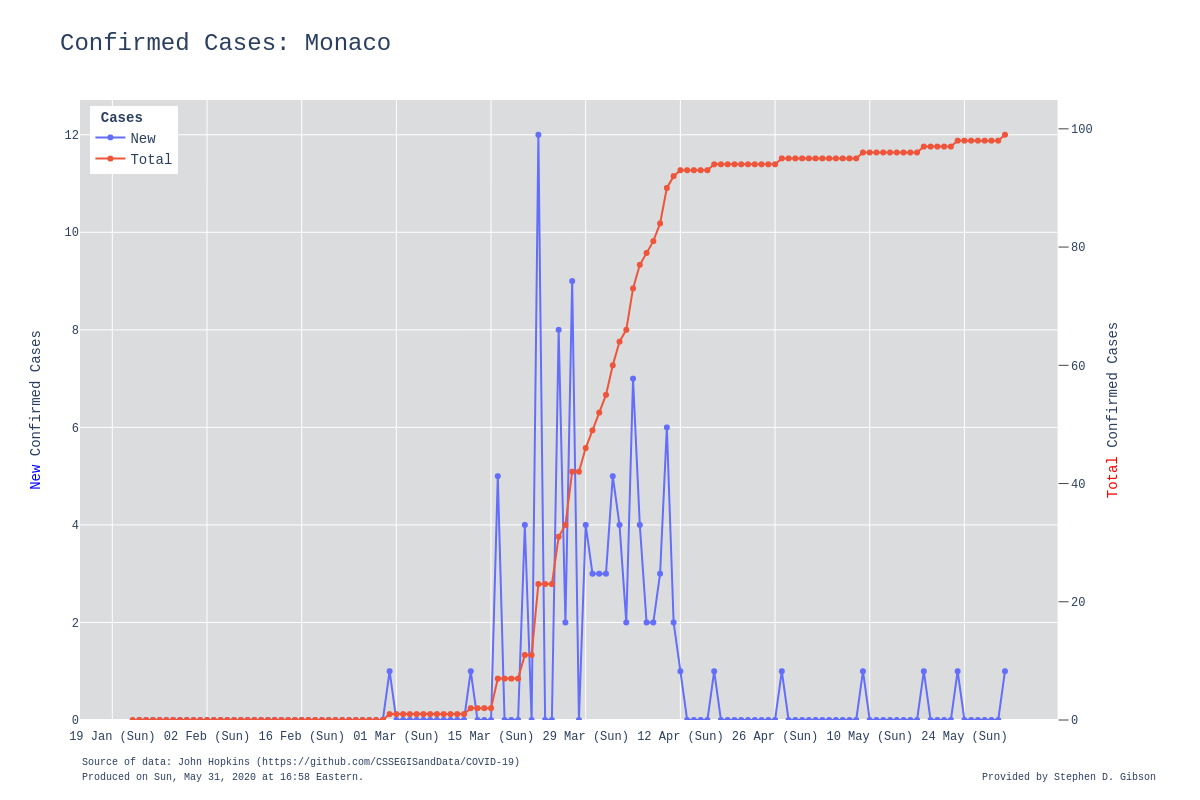 Confirmed Cases: Monaco
Cases
New
Total
12
10
8
6
4
2
0
100
80
60
40
20
0
New Confirmed Cases
Total Confirmed Cases
19 Jan (Sun) 02 Feb (Sun) 16 Feb (Sun) 01 Mar (Sun) 15 Mar (Sun) 29 Mar (Sun) 12 Apr (Sun) 26 Apr (Sun) 10 May (Sun) 24 May (Sun)
Source of data: John Hopkins (https://github.com/CSSEGISandData/COVID-19)
Produced on Sun, May 31, 2020 at 16:58 Eastern.
Provided by Stephen D. Gibson